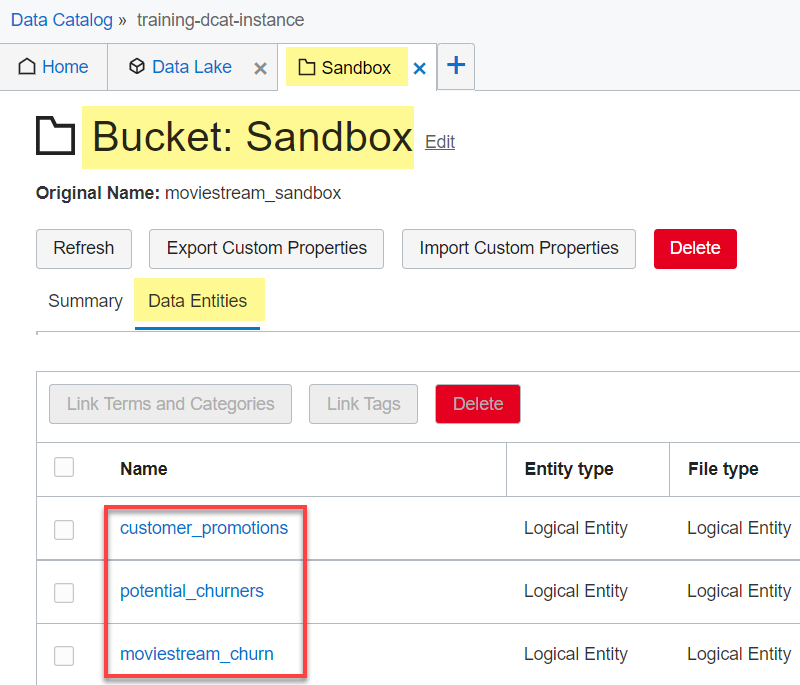 Data Catalog » training-dcat-instance
Home Data Lake × Sandbox × +
Bucket: Sandbox Edit
Original Name: moviestream_sandbox
Refresh Export Custom Properties Import Custom Properties Delete
Summary Data Entities
Link Terms and Categories Link Tags Delete
Name Entity type File type
customer_promotions Logical Entity Logical Entity
potential_churners Logical Entity Logical Entity
moviestream_churn Logical Entity Logical Entity